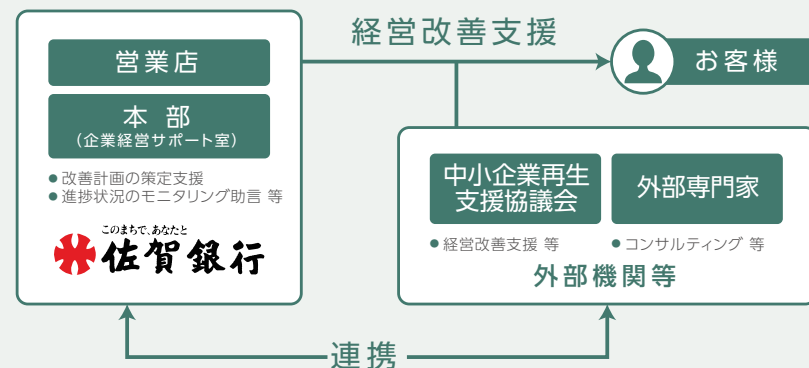 経営改善支援
お客様
営業店
本 部
(企業経営サポート室)
● 改善計画の策定支援
● 進捗状況のモニタリング助言 等
このまちで、あなたと
佐賀銀行
中小企業再生
支援協議会
● 経営改善支援 等
外部専門家
● コンサルティング 等
外部機関等
連携